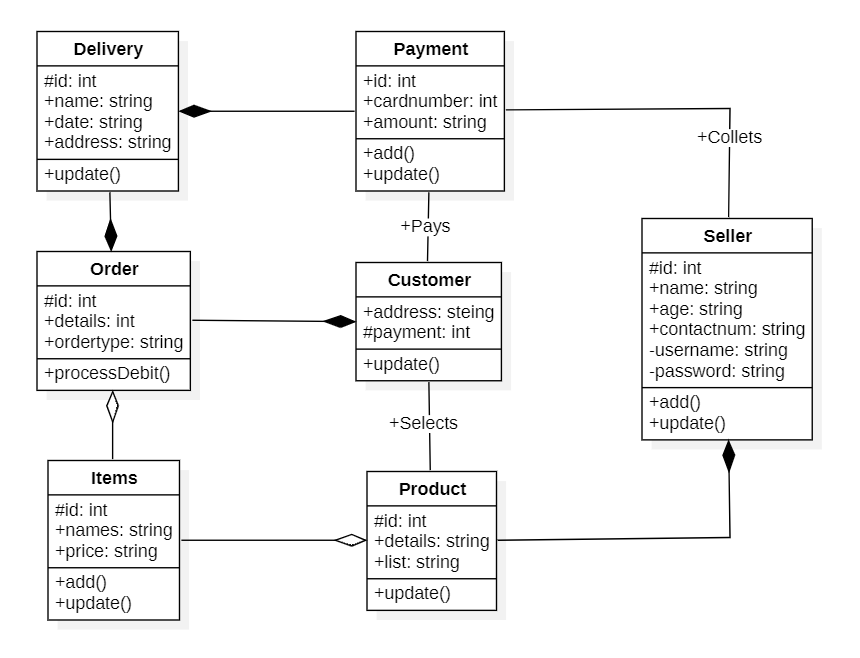 Delivery
#id: int
+name: string
+date: string
+address: string
+update()
Payment
+id: int
+cardnumber: int
+amount: string
+add()
+update()
+Collets
+Pays
Seller
#id: int
+name: string
+age: string
+contactnum: string
-username: string
-password: string
+add()
+update()
Order
#id: int
+details: int
+ordertype: string
+processDebit()
Customer
+address: steing
#payment: int
+update()
+Selects
Items
#id: int
+names: string
+price: string
+add()
+update()
Product
#id: int
+details: string
+list: string
+update()